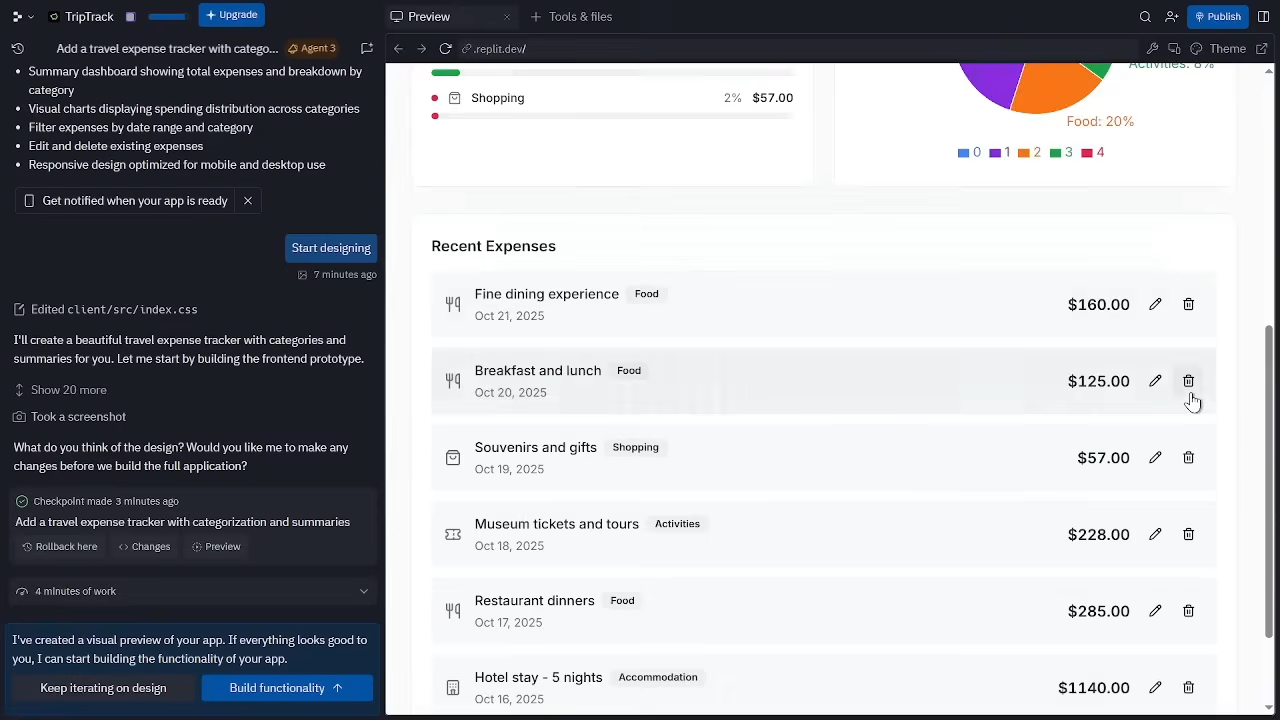 TripTrack
Upgrade
Preview
Tools & files
Publish
Add a travel expense tracker with catego...
Agent 3
.replit.dev/
Theme
Summary dashboard showing total expenses and breakdown by
category
Visual charts displaying spending distribution across categories
Filter expenses by date range and category
Edit and delete existing expenses
Responsive design optimized for mobile and desktop use
Get notified when your app is ready
Start designing
7 minutes ago
Edited client/src/index.css
I'll create a beautiful travel expense tracker with categories and
summaries for you. Let me start by building the frontend prototype.
Show 20 more
Took a screenshot
What do you think of the design? Would you like me to make any
changes before we build the full application?
Checkpoint made 3 minutes ago
Add a travel expense tracker with categorization and summaries
Rollback here
Changes
Preview
4 minutes of work
I've created a visual preview of your app. If everything looks good to
you, I can start building the functionality of your app.
Keep iterating on design
Build functionality
Shopping 2% $57.00
Activities: 8%
Food: 20%
0 1 2 3 4
Recent Expenses
Fine dining experience Food
Oct 21, 2025
$160.00
Breakfast and lunch Food
Oct 20, 2025
$125.00
Souvenirs and gifts Shopping
Oct 19, 2025
$57.00
Museum tickets and tours Activities
Oct 18, 2025
$228.00
Restaurant dinners Food
Oct 17, 2025
$285.00
Hotel stay - 5 nights Accommodation
Oct 16, 2025
$1140.00